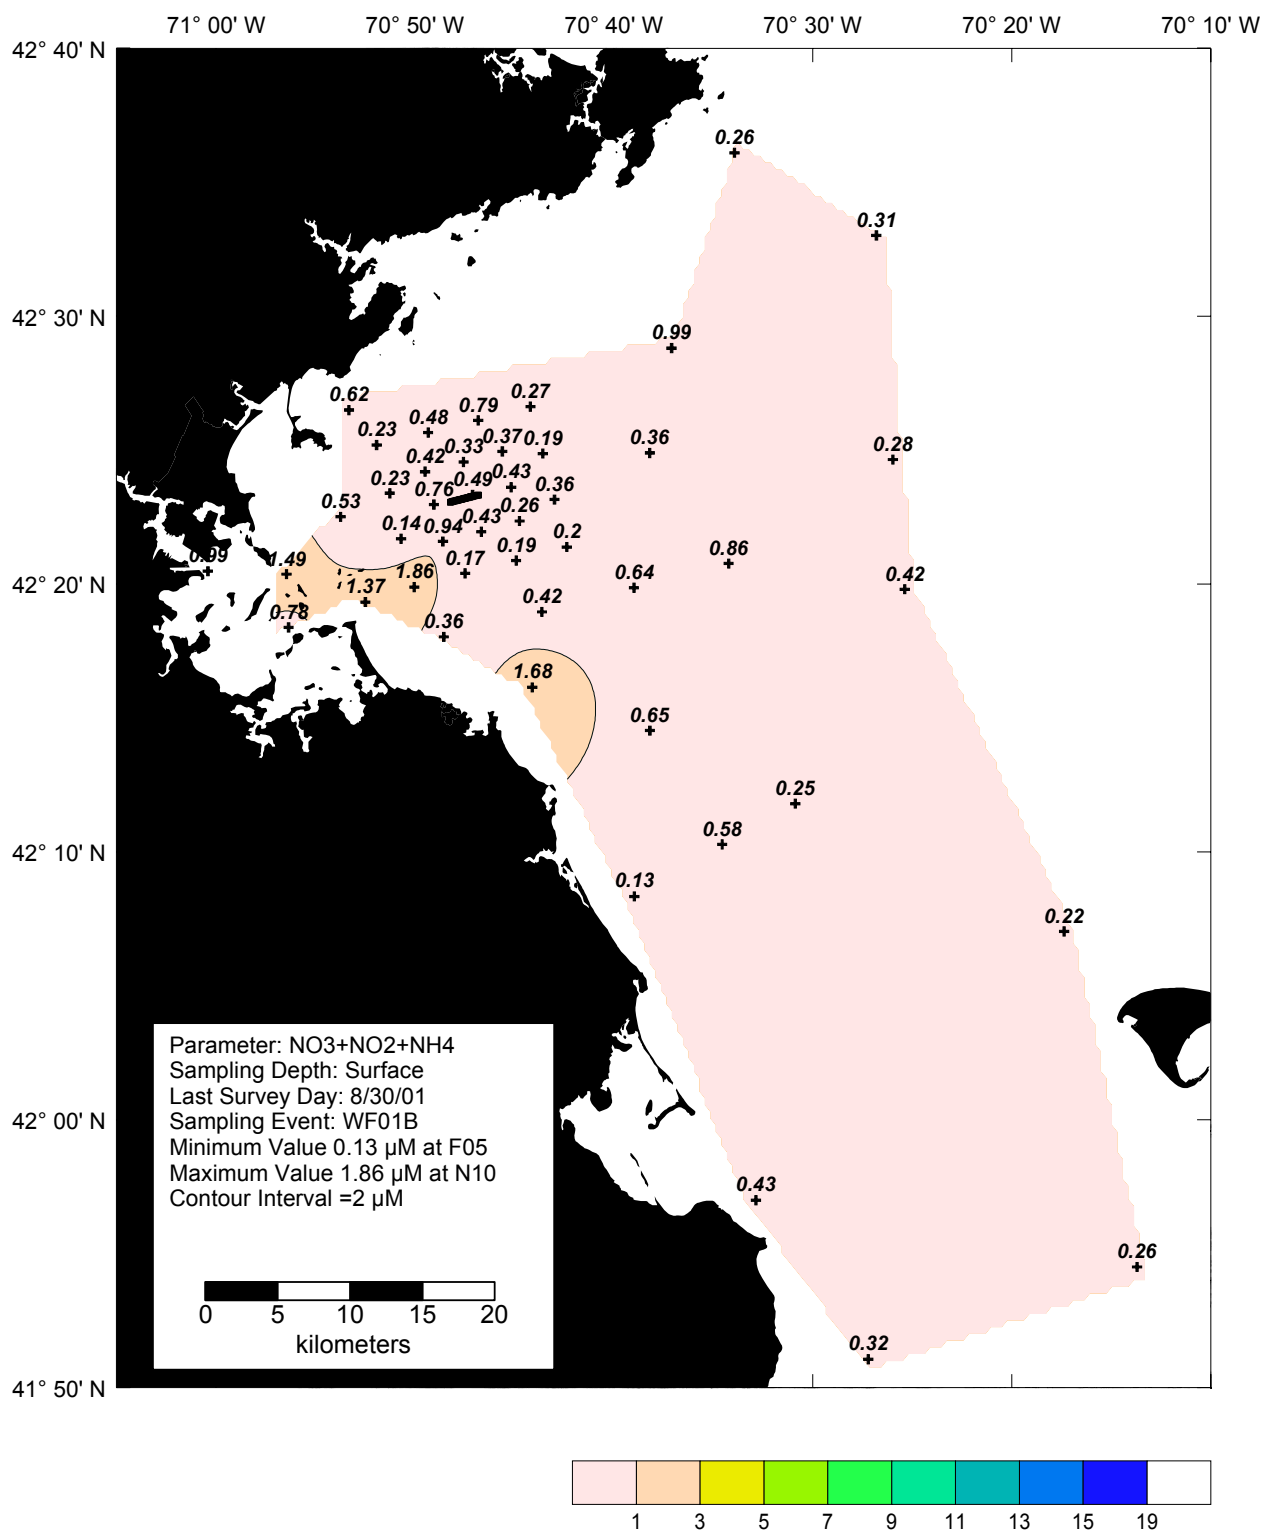 71° 00' W 70° 50' W 70° 40' W 70° 30' W 70° 20' W 70° 10' W
42° 40' N
0.26
0.31
42° 30' N
0.99
0.62 0.27
0.79
0.48
0.23 0.37 0.19 0.36
0.33
0.42 0.28
0.23 0.49 0.43 0.36
0.76
0.53 0.26
0.14 0.94 0.43 0.2
0.99 1.49 0.17 0.19 0.86
1.37 1.86 0.64 0.42
42° 20' N
0.78 0.42
0.36
1.68
0.65
0.25
0.58
42° 10' N
0.13
0.22
Parameter: NO3+NO2+NH4
Sampling Depth: Surface
Last Survey Day: 8/30/01
Sampling Event: WF01B
Minimum Value 0.13 µM at F05
Maximum Value 1.86 µM at N10
Contour Interval =2 µM
42° 00' N
0.43
0.26
0 5 10 15 20
kilometers
0.32
41° 50' N
1 3 5 7 9 11 13 15 19